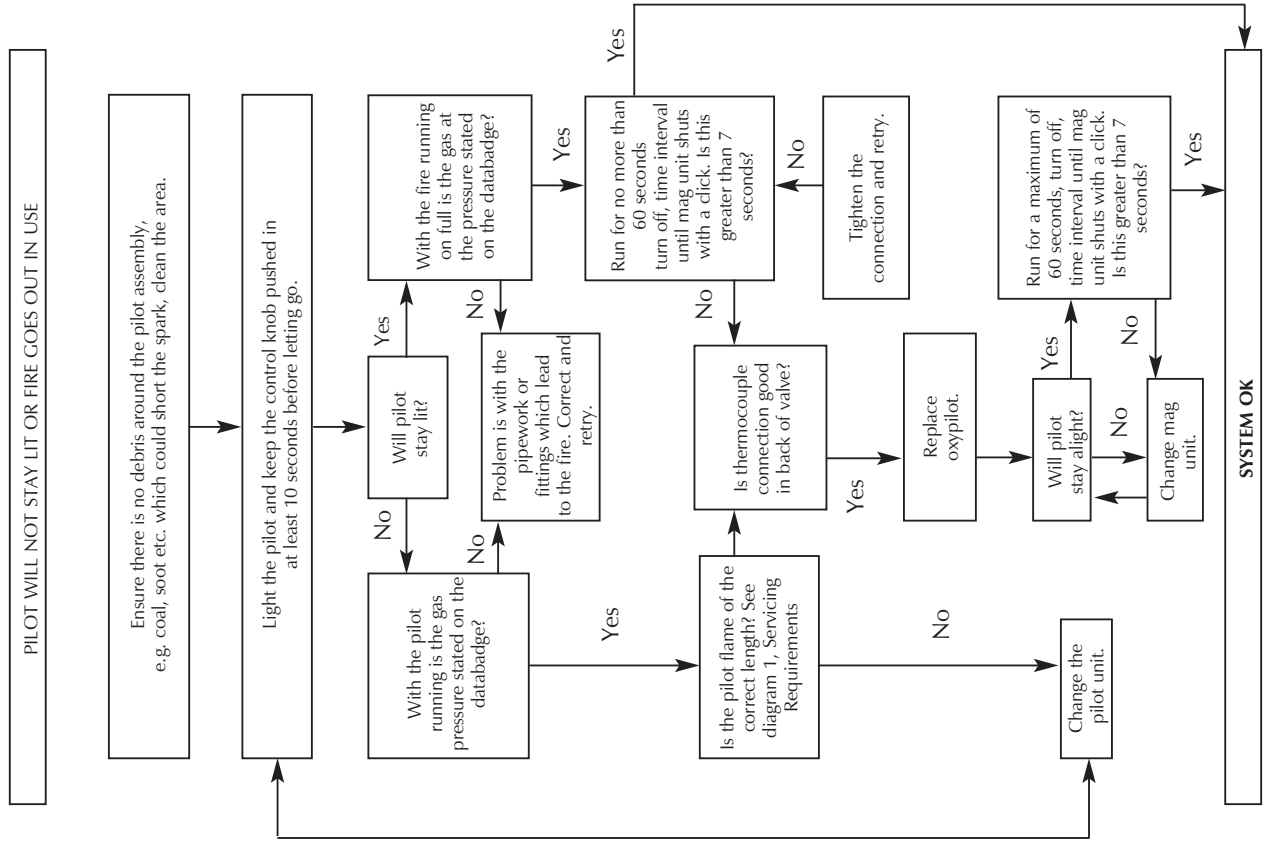 PILOT WILL NOT STAY LIT OR FIRE GOES OUT IN USE
Ensure there is no debris around the pilot assembly,
e.g. coal, soot etc. which could short the spark, clean the area.
Light the pilot and keep the control knob pushed in
at least 10 seconds before letting go.
No
Will pilot
stay lit?
Yes
With the pilot
running is the gas
pressure stated on the
databadge?
With the fire running
on full is the gas at
the pressure stated
on the databadge?
No
Problem is with the
pipework or
fittings which lead
to the fire. Correct and
retry.
No
Yes
Yes
Is the pilot flame of the
correct length? See
diagram 1, Servicing
Requirements
Is thermocouple
connection good
in back of valve?
No
Run for no more than
60 seconds
turn off, time interval
until mag unit shuts
with a click. Is this
greater than 7
seconds?
Yes
No
Yes
No
Tighten the
connection and retry.
Replace
oxypilot.
Change the
pilot unit.
Will pilot
stay alight?
Yes
Run for a maximum of
60 seconds, turn off,
time interval until mag
unit shuts with a click.
Is this greater than 7
seconds?
No
No
Change mag
unit.
Yes
SYSTEM OK